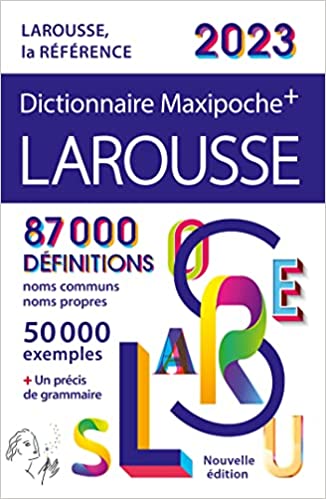 LAROUSSE,
la RÉFÉRENCE
2023
Dictionnaire Maxipoche+
LAROUSSE
87 000
DÉFINITIONS
noms communs
noms propres
50 000
exemples
+ Un précis
de grammaire
LAROUSSE
Nouvelle
édition